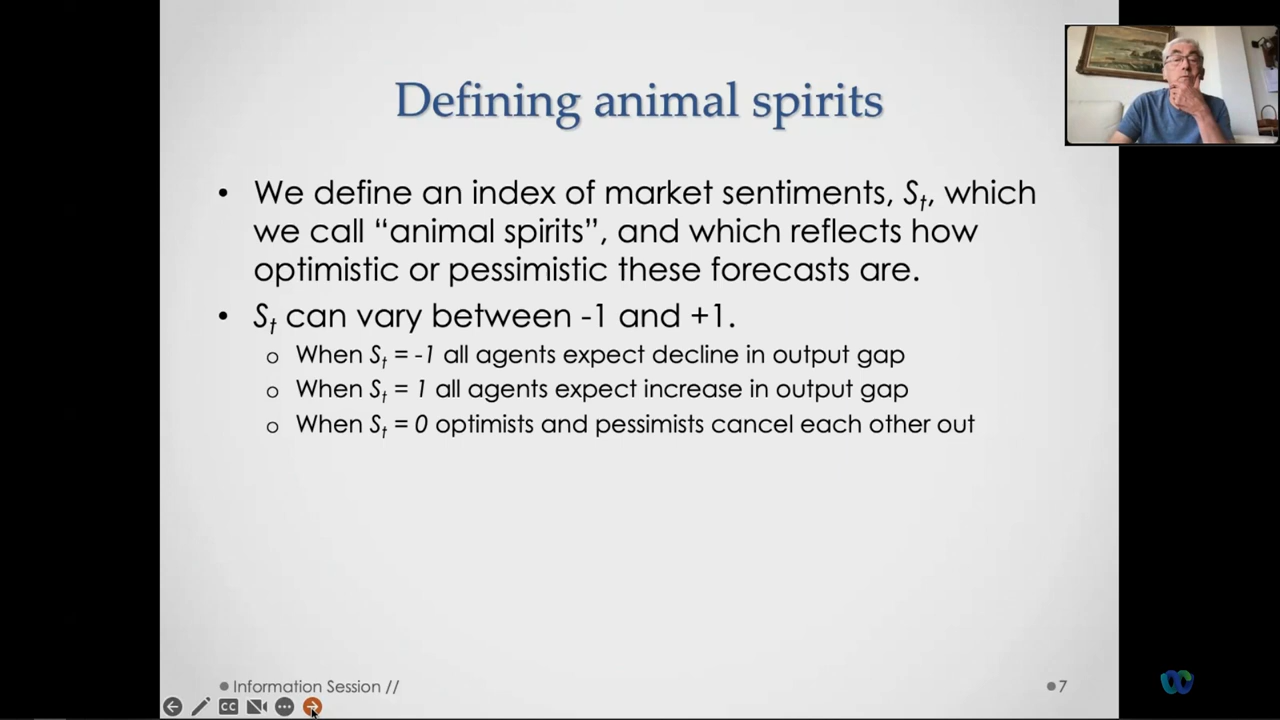 Defining animal spirits
• We define an index of market sentiments, St, which
we call “animal spirits”, and which reflects how
optimistic or pessimistic these forecasts are.
• St can vary between -1 and +1.
o When St = -1 all agents expect decline in output gap
o When St = 1 all agents expect increase in output gap
o When St = 0 optimists and pessimists cancel each other out
Information Session //
7
CC